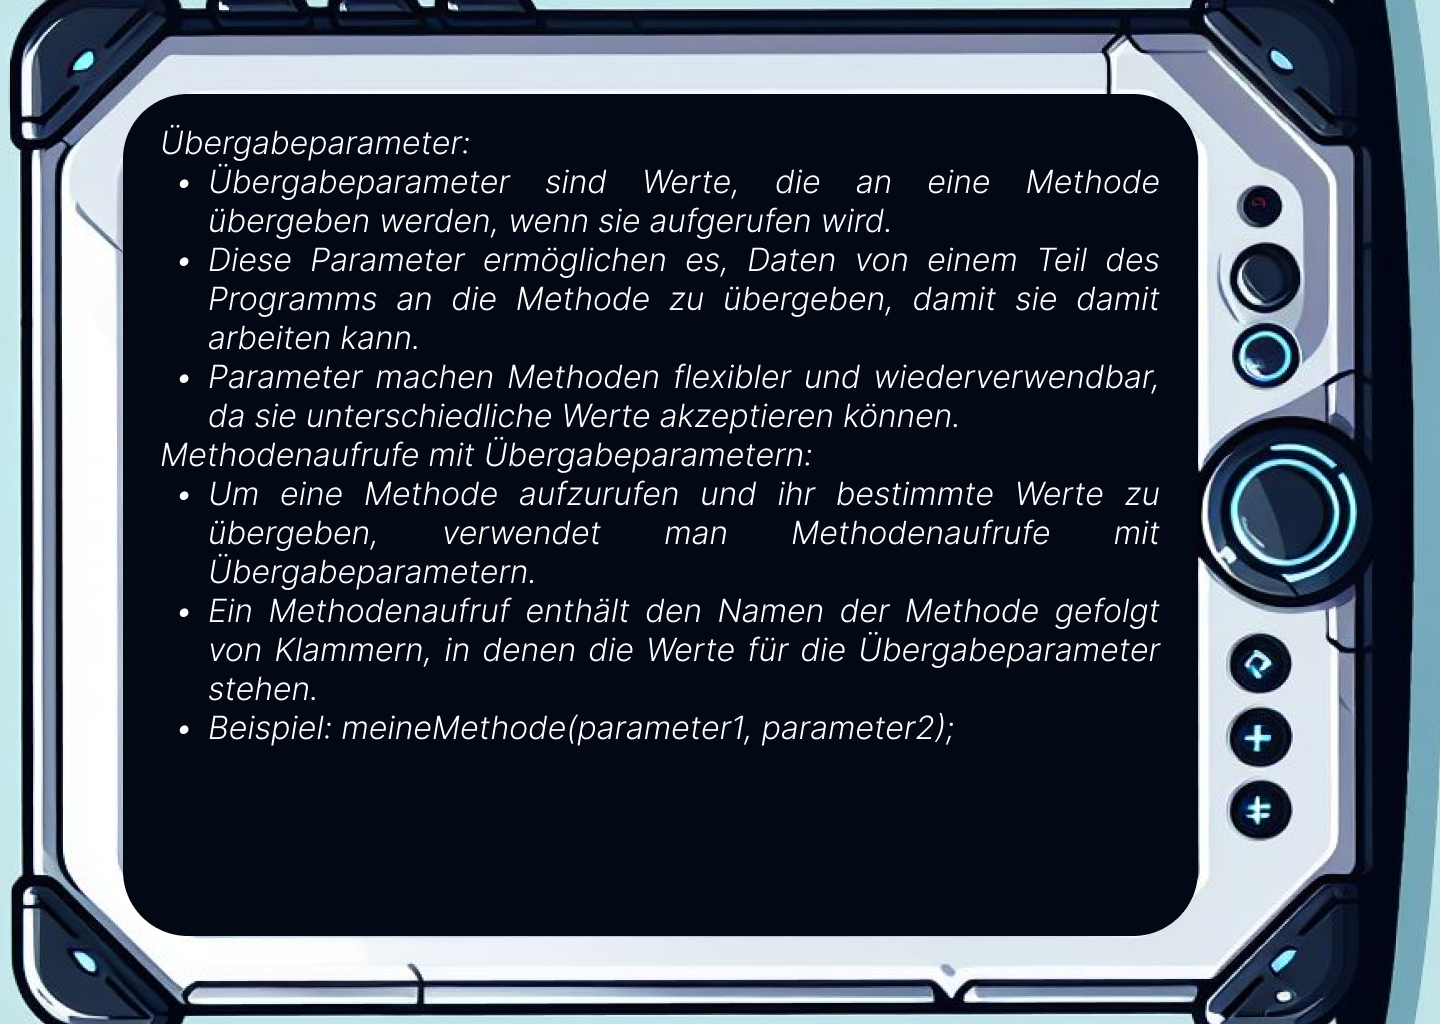 Übergabeparameter:
• Übergabeparameter sind Werte, die an eine Methode
übergeben werden, wenn sie aufgerufen wird.
• Diese Parameter ermöglichen es, Daten von einem Teil des
Programms an die Methode zu übergeben, damit sie damit
arbeiten kann.
• Parameter machen Methoden flexibler und wiederverwendbar,
da sie unterschiedliche Werte akzeptieren können.
Methodenaufrufe mit Übergabeparametern:
• Um eine Methode aufzurufen und ihr bestimmte Werte zu
übergeben, verwendet man Methodenaufrufe mit
Übergabeparametern.
• Ein Methodenaufruf enthält den Namen der Methode gefolgt
von Klammern, in denen die Werte für die Übergabeparameter
stehen.
• Beispiel: meineMethode(parameter1, parameter2);